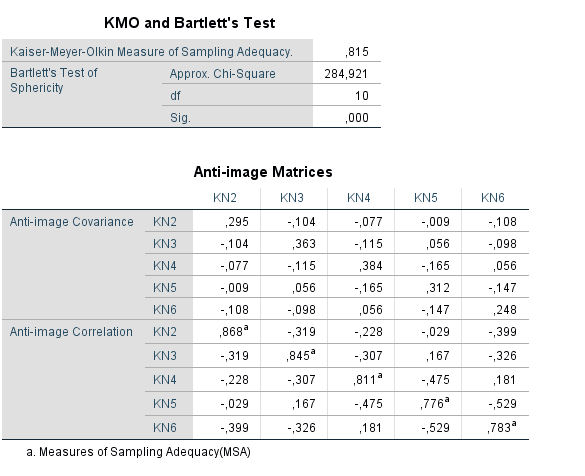 KMO and Bartlett's Test
Kaiser-Meyer-Olkin Measure of Sampling Adequacy. ,815
Bartlett's Test of Sphericity Approx. Chi-Square 284,921
df 10
Sig. ,000
Anti-image Matrices
KN2 KN3 KN4 KN5 KN6
Anti-image Covariance KN2 ,295 -,104 -,077 -,009 -,108
KN3 -,104 ,363 -,115 ,056 -,098
KN4 -,077 -,115 ,384 -,165 ,056
KN5 -,009 ,056 -,165 ,312 -,147
KN6 -,108 -,098 ,056 -,147 ,248
Anti-image Correlation KN2 ,868a -,319 -,228 -,029 -,399
KN3 -,319 ,845a -,307 ,167 -,326
KN4 -,228 -,307 ,811a -,475 ,181
KN5 -,029 ,167 -,475 ,776a -,529
KN6 -,399 -,326 ,181 -,529 ,783a
a. Measures of Sampling Adequacy(MSA)